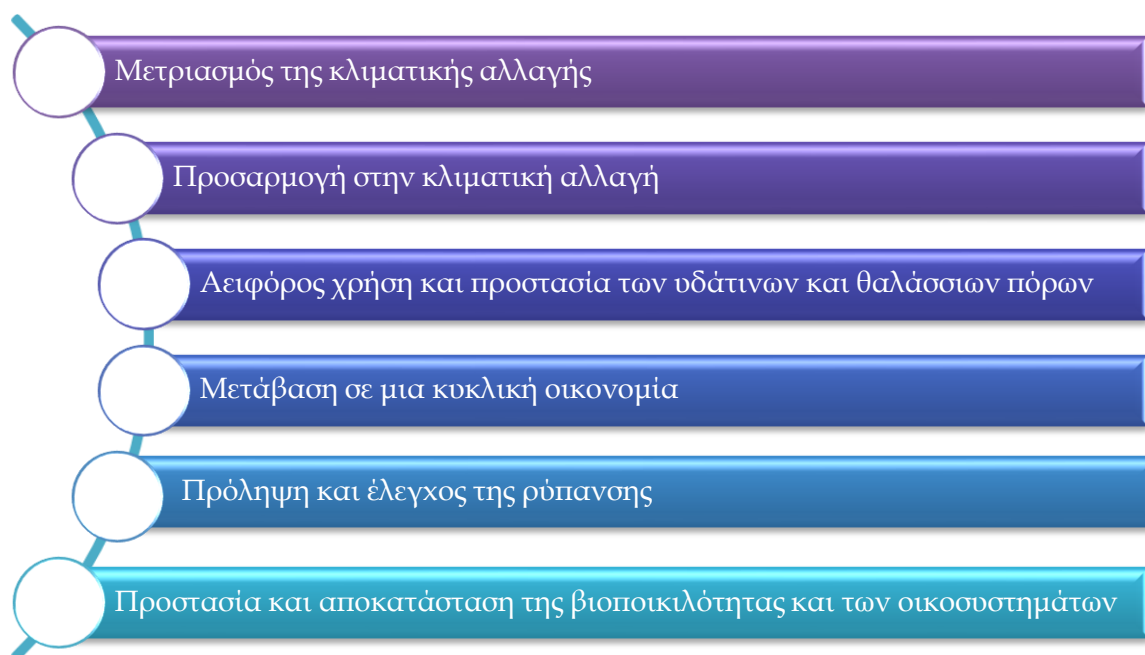 Μετριασμός της κλιματικής αλλαγής
Προσαρμογή στην κλιματική αλλαγή
Αειφόρος χρήση και προστασία των υδάτινων και θαλάσσιων πόρων
Μετάβαση σε μια κυκλική οικονομία
Πρόληψη και έλεγχος της ρύπανσης
Προστασία και αποκατάσταση της βιοποικιλότητας και των οικοσυστημάτων